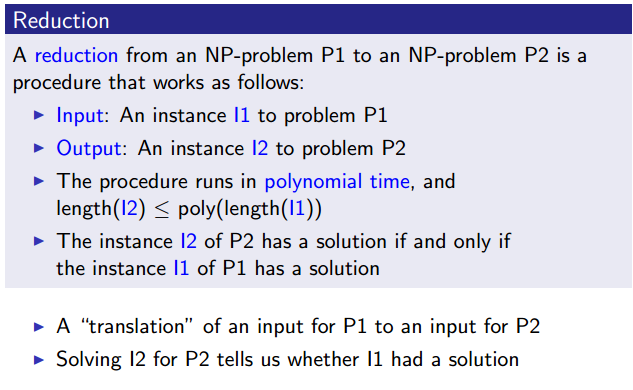 Reduction
A reduction from an NP-problem P1 to an NP-problem P2 is a
procedure that works as follows:
▶ Input: An instance I1 to problem P1
▶ Output: An instance I2 to problem P2
▶ The procedure runs in polynomial time, and
length(I2) ≤ poly(length(I1))
▶ The instance I2 of P2 has a solution if and only if
the instance I1 of P1 has a solution
▶ A “translation” of an input for P1 to an input for P2
▶ Solving I2 for P2 tells us whether I1 had a solution